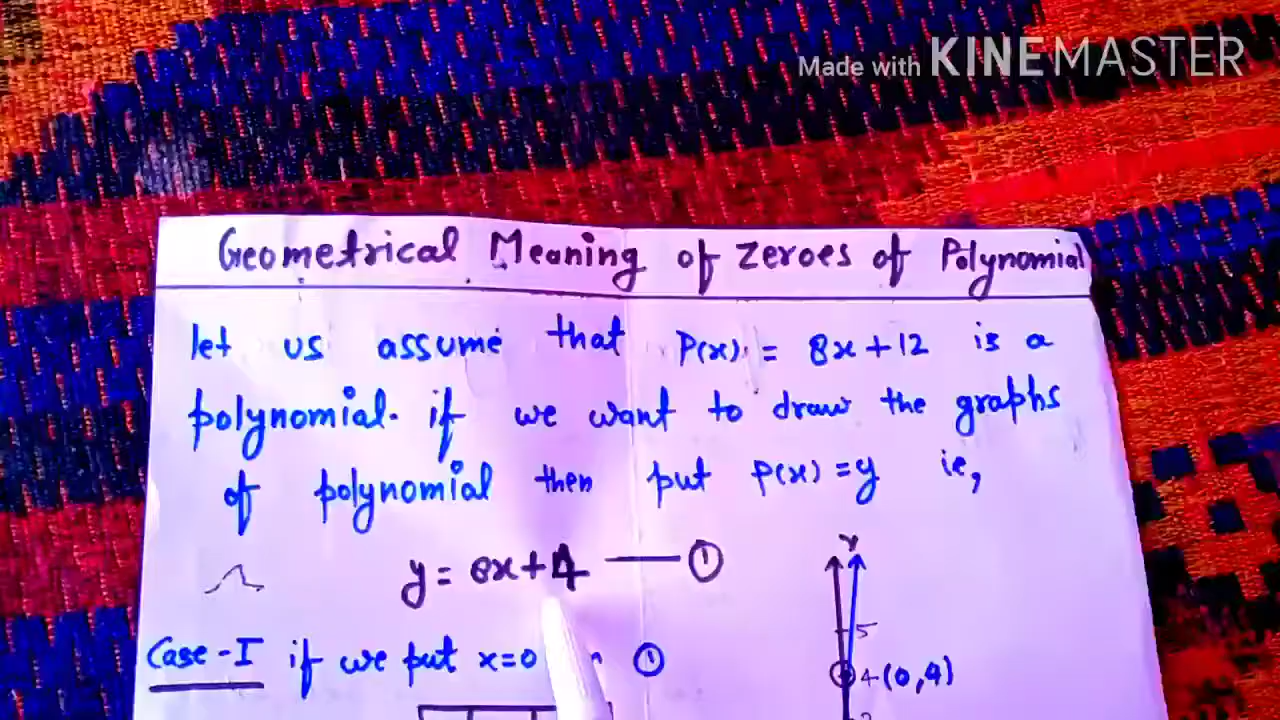 Made with KINEMASTER
Geometrical Meaning of Zeroes of Polynomial
let us assume that P(x) = 8x+12 is a
polynomial. if we want to draw the graphs
of polynomial then put P(x) = y ie,
y = 8x+4 — ①
Y
5
Case-I if we put x=0 ①
4 (0,4)